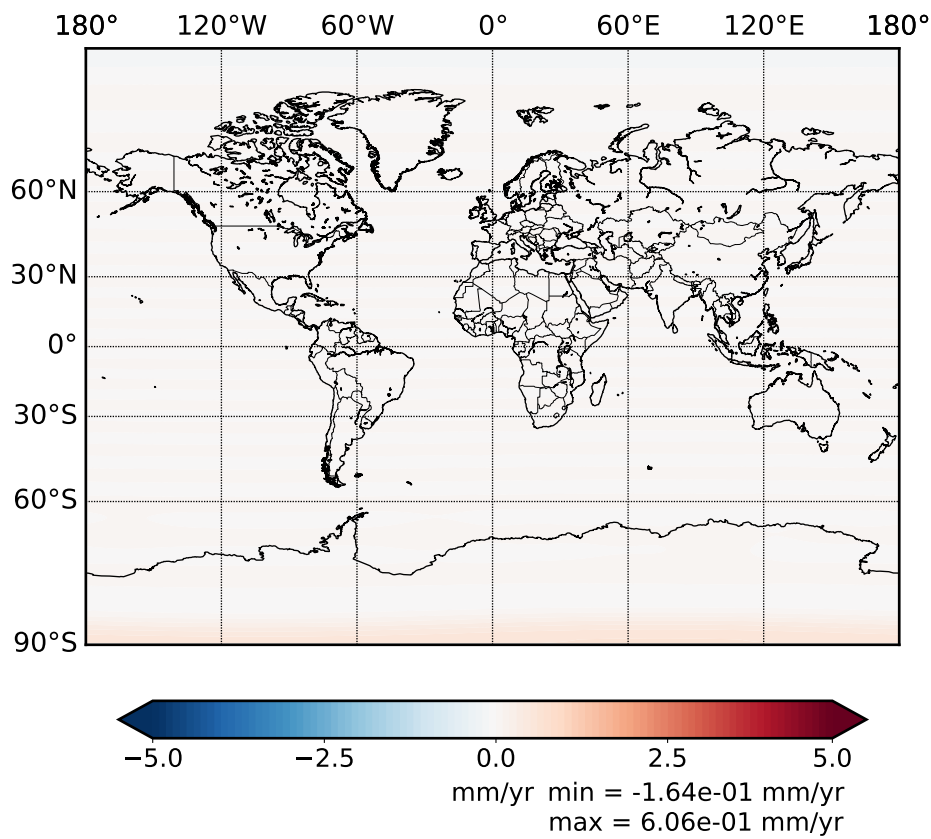 180° 120°W 60°W 0° 60°E 120°E 180°
60°N
30°N
0°
30°S
60°S
90°S
−5.0 −2.5 0.0 2.5 5.0
mm/yr min = -1.64e-01 mm/yr
max = 6.06e-01 mm/yr